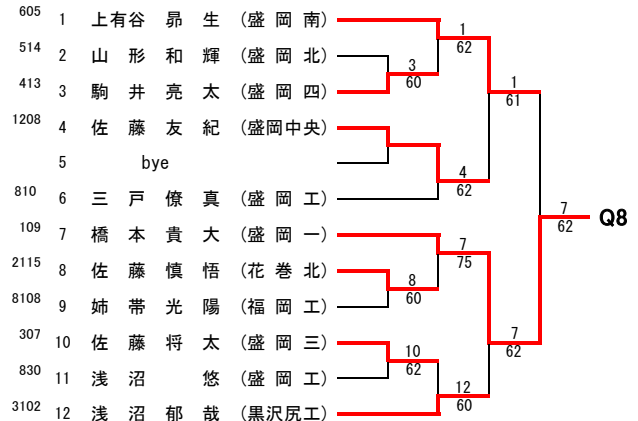 605 1 上有谷 昴 生 (盛 岡 南)
1
62
514 2 山 形 和 輝 (盛 岡 北)
3
60
413 3 駒 井 亮 太 (盛 岡 四)
1
61
1208 4 佐 藤 友 紀 (盛岡中央)
5 bye
4
62
810 6 三 戸 僚 真 (盛 岡 工)
7
62
Q8
109 7 橋 本 貴 大 (盛 岡 一)
7
75
2115 8 佐 藤 慎 悟 (花 巻 北)
8
60
8108 9 姉 帯 光 陽 (福 岡 工)
307 10 佐 藤 将 太 (盛 岡 三)
7
62
10
62
830 11 浅 沼 悠 (盛 岡 工)
12
60
3102 12 浅 沼 郁 哉 (黒沢尻工)